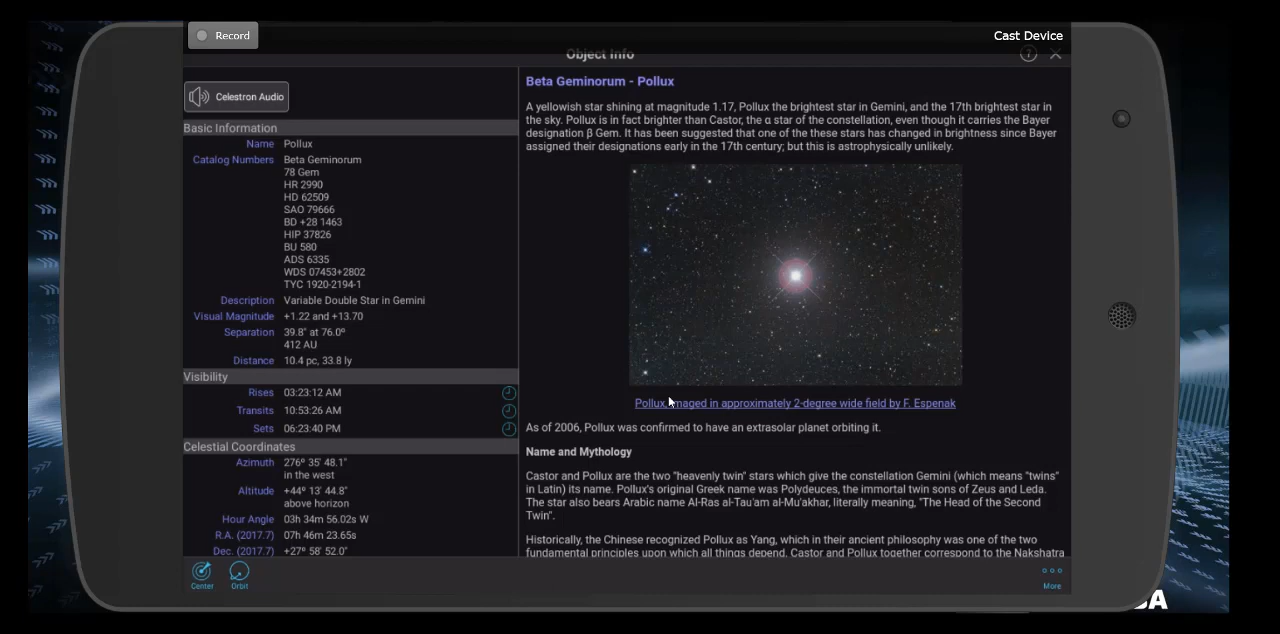 Record
Cast Device
Object Info
Celestron Audio
Basic Information
Name Pollux
Catalog Numbers Beta Geminorum
78 Gem
HR 2990
HD 62509
SAO 79666
BD +28 1463
HIP 37826
BU 580
ADS 6335
WDS 07453+2802
TYC 1920-2194-1
Description Variable Double Star in Gemini
Visual Magnitude +1.22 and +13.70
Separation 39.8" at 76.0º
412 AU
Distance 10.4 pc, 33.8 ly
Visibility
Rises 03:23:12 AM
Transits 10:53:26 AM
Sets 06:23:40 PM
Celestial Coordinates
Azimuth 276º 35' 48.1"
in the west
Altitude +44º 13' 44.8"
above horizon
Hour Angle 03h 34m 56.02s W
R.A. (2017.7) 07h 46m 23.65s
Dec. (2017.7) +27º 58' 52.0"
Beta Geminorum - Pollux
A yellowish star shining at magnitude 1.17, Pollux the brightest star in Gemini, and the 17th brightest star in
the sky. Pollux is in fact brighter than Castor, the α star of the constellation, even though it carries the Bayer
designation β Gem. It has been suggested that one of the these stars has changed in brightness since Bayer
assigned their designations early in the 17th century; but this is astrophysically unlikely.
Pollux, imaged in approximately 2-degree wide field by F. Espenak
As of 2006, Pollux was confirmed to have an extrasolar planet orbiting it.
Name and Mythology
Castor and Pollux are the two "heavenly twin" stars which give the constellation Gemini (which means "twins"
in Latin) its name. Pollux's original Greek name was Polydeuces, the immortal twin sons of Zeus and Leda.
The star also bears Arabic name Al-Ras al-Tau'am al-Mu'akhar, literally meaning, "The Head of the Second
Twin".
Historically, the Chinese recognized Pollux as Yang, which in their ancient philosophy was one of the two
fundamental principles upon which all things depend. Castor and Pollux together correspond to the Nakshatra
Center
Orbit
More